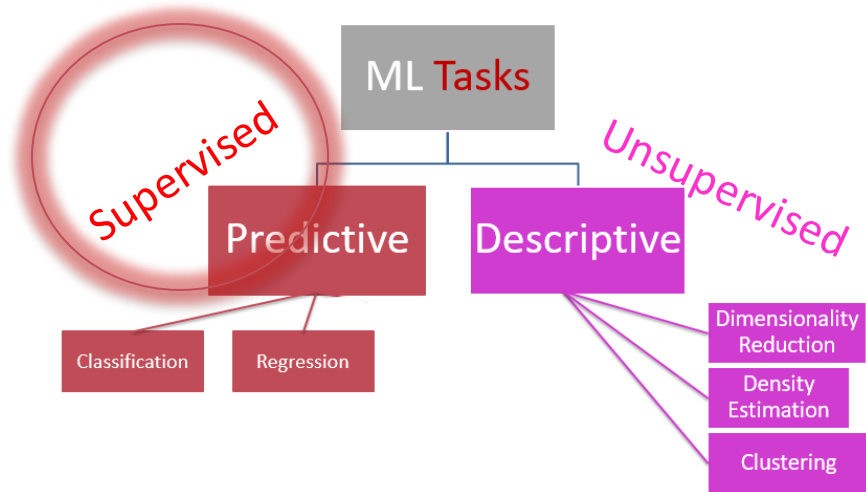 ML Tasks
Supervised
Unsupervised
Predictive
Descriptive
Classification
Regression
Dimensionality
Reduction
Density
Estimation
Clustering